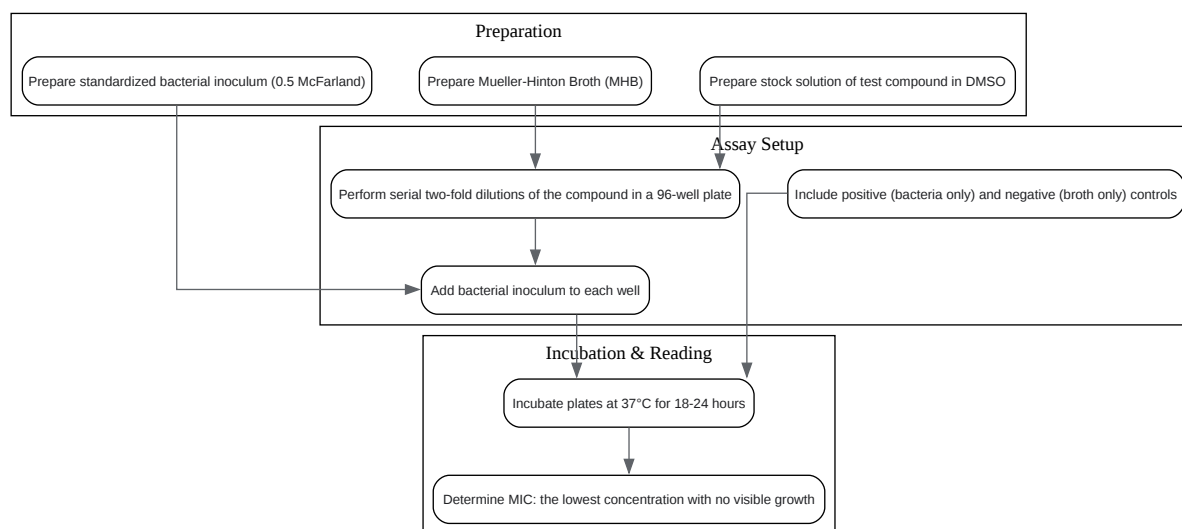 Preparation
Prepare standardized bacterial inoculum (0.5 McFarland)
Prepare Mueller-Hinton Broth (MHB)
Prepare stock solution of test compound in DMSO
Assay Setup
Perform serial two-fold dilutions of the compound in a 96-well plate
Include positive (bacteria only) and negative (broth only) controls
Add bacterial inoculum to each well
Incubation & Reading
Incubate plates at 37°C for 18-24 hours
Determine MIC: the lowest concentration with no visible growth